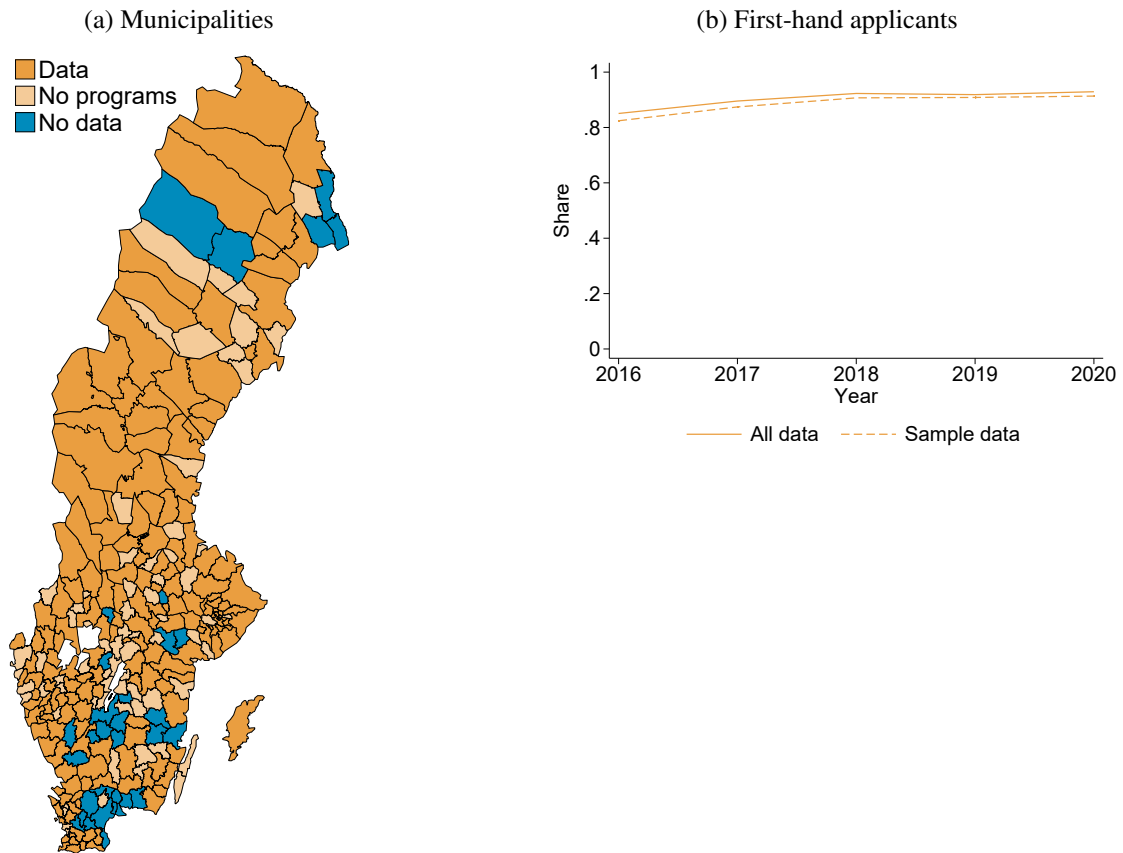 (a) Municipalities
Data
No programs
No data
(b) First-hand applicants
1
.8
.6
.4
.2
0
Share
2016 2017 2018 2019 2020
Year
All data Sample data